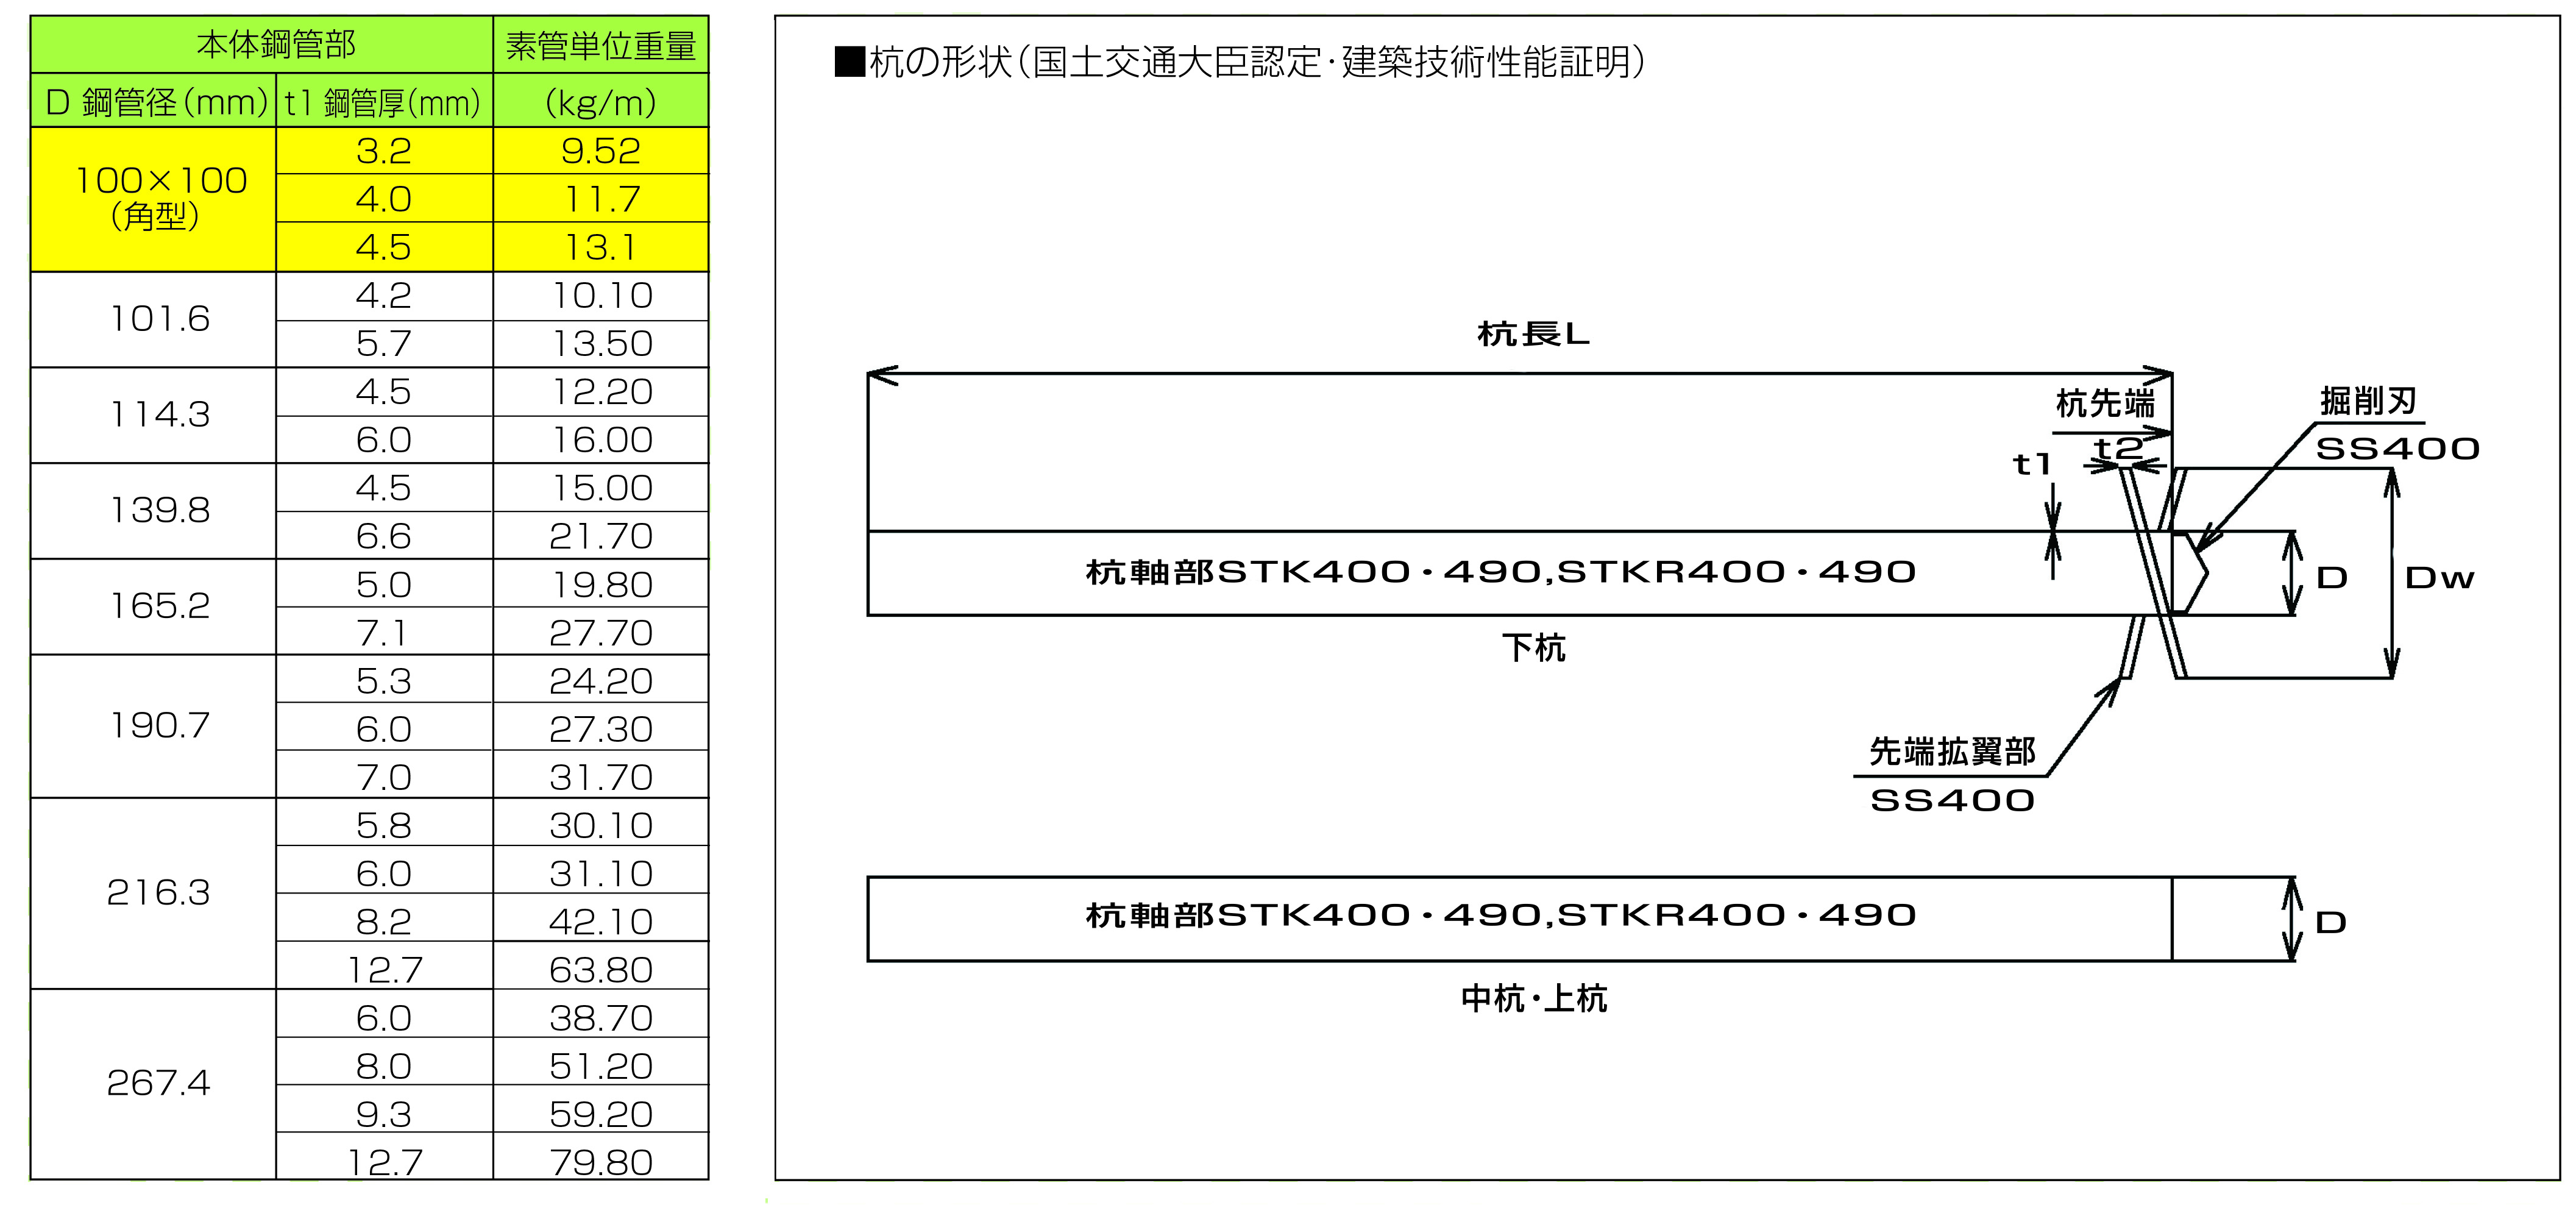 本体鋼管部 素管単位重量
D 鋼管径(mm) t1 鋼管厚(mm) (kg/m)
100×100
(角型)
3.2 9.52
4.0 11.7
4.5 13.1
101.6
4.2 10.10
5.7 13.50
114.3
4.5 12.20
6.0 16.00
139.8
4.5 15.00
6.6 21.70
165.2
5.0 19.80
7.1 27.70
190.7
5.3 24.20
6.0 27.30
7.0 31.70
216.3
5.8 30.10
6.0 31.10
8.2 42.10
12.7 63.80
267.4
6.0 38.70
8.0 51.20
9.3 59.20
12.7 79.80
■杭の形状(国土交通大臣認定・建築技術性能証明)
杭長L
杭先端
掘削刃
SS400
t2
t1
杭軸部STK400・490,STKR400・490
D
Dw
下杭
先端拡翼部
SS400
杭軸部STK400・490,STKR400・490
D
中杭・上杭